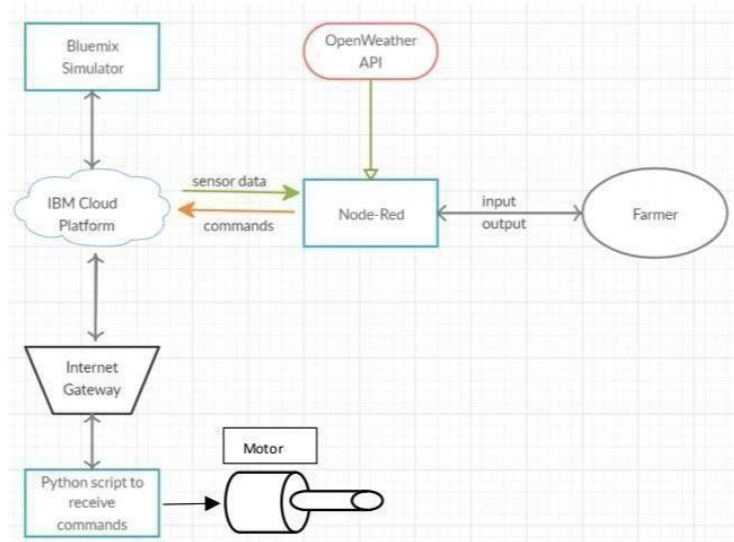 Bluemix
Simulator
OpenWeather
API
sensor data
IBM Cloud
Platform
commands
Node-Red
input
output
Farmer
Internet
Gateway
Motor
Python script to
receive
commands